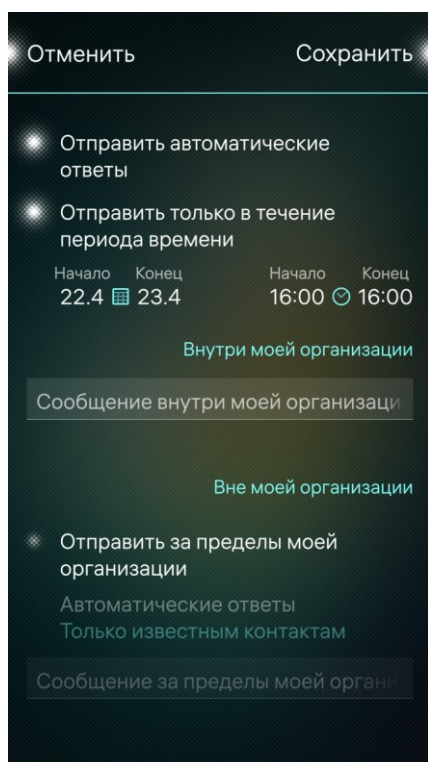 Отменить Сохранить
Отправить автоматические
ответы
Отправить только в течение
периода времени
Начало Конец Начало Конец
22.4 23.4 16:00 16:00
Внутри моей организации
Сообщение внутри моей организаци
Вне моей организации
Отправить за пределы моей
организации
Автоматические ответы
Только известным контактам
Сообщение за пределы моей органи